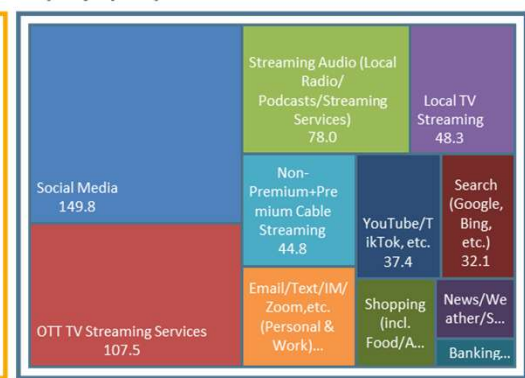 Social Media
149.8
OTT TV Streaming Services
107.5
Streaming Audio (Local
Radio/
Podcasts/Streaming
Services)
78.0
Local TV
Streaming
48.3
Non-
Premium+Pre
mium Cable
Streaming
44.8
YouTube/T
ikTok, etc.
37.4
Search
(Google,
Bing,
etc.)
32.1
Email/Text/IM/
Zoom,etc.
(Personal &
Work)...
Shopping
(incl.
Food/A...
News/We
ather/S...
Banking...